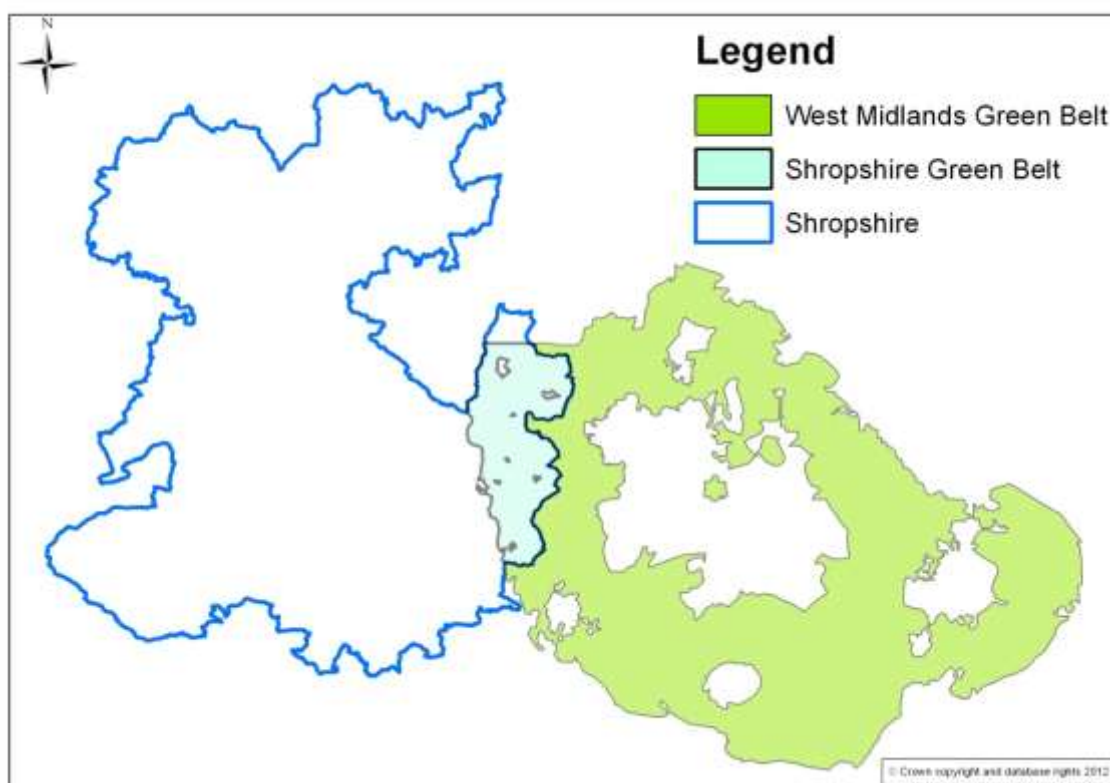 N
Legend
West Midlands Green Belt
Shropshire Green Belt
Shropshire
© Crown copyright and database rights 2012